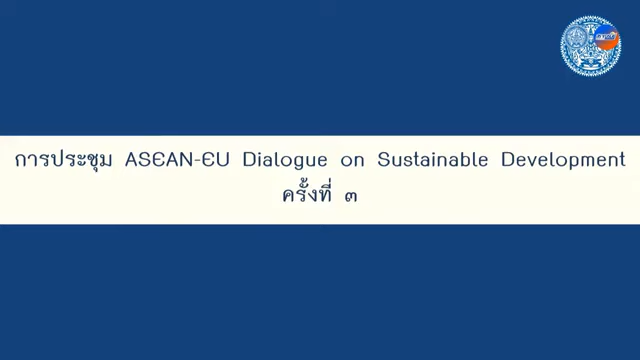 การประชุม ASEAN-EU Dialogue on Sustainable Development
ครั้งที่ ๓